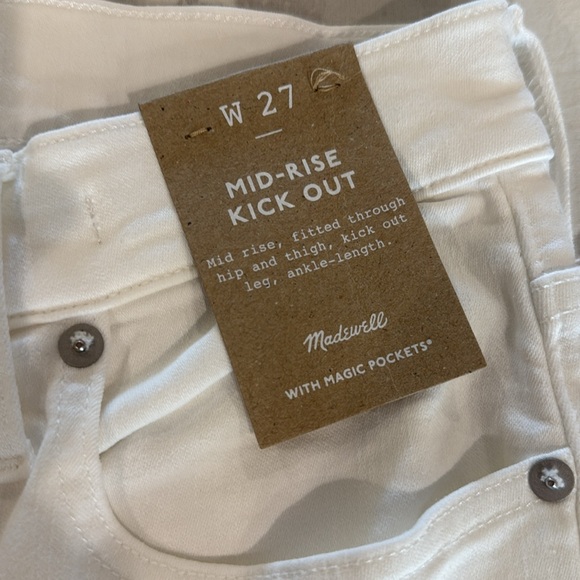 W 27
MID-RISE
KICK OUT
Mid rise, fitted through
hip and thigh, kick out
leg, ankle-length.
Madewell
WITH MAGIC POCKETS®